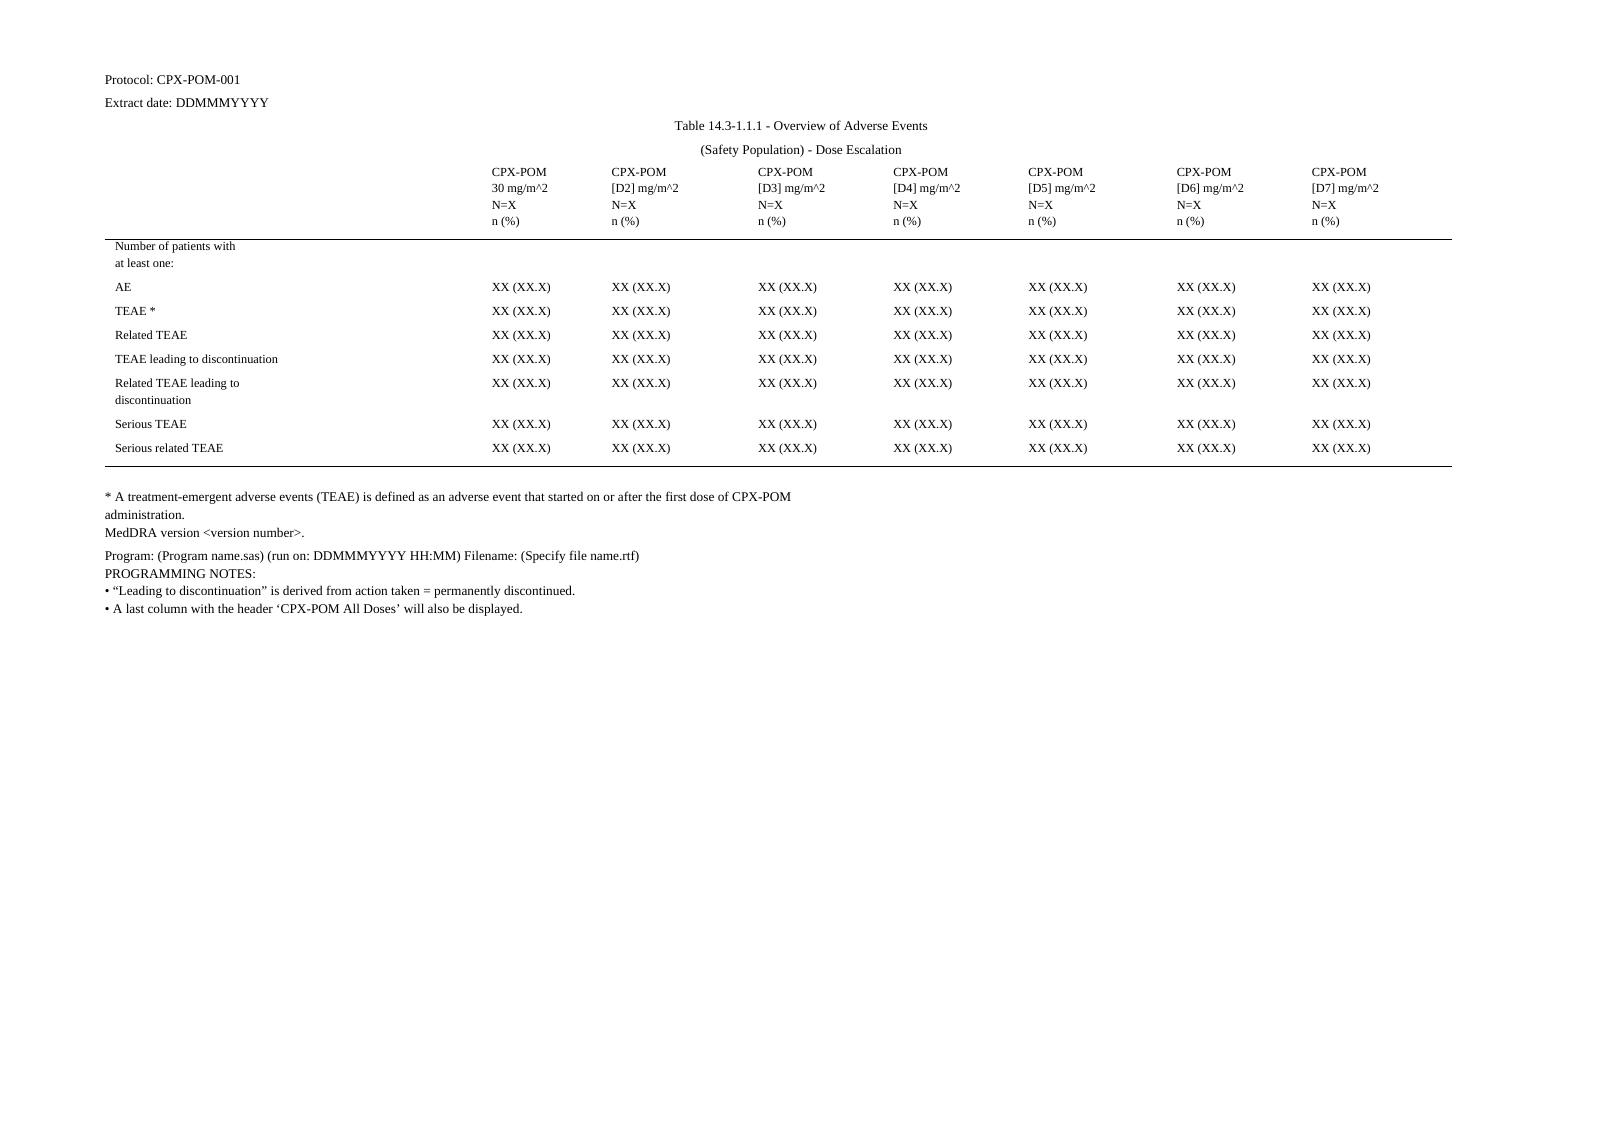 Protocol: CPX-POM-001
Extract date: DDMMMYYYY
Table 14.3-1.1.1 - Overview of Adverse Events
(Safety Population) - Dose Escalation
CPX-POM CPX-POM CPX-POM CPX-POM CPX-POM CPX-POM CPX-POM
30 mg/m^2 [D2] mg/m^2 [D3] mg/m^2 [D4] mg/m^2 [D5] mg/m^2 [D6] mg/m^2 [D7] mg/m^2
N=X N=X N=X N=X N=X N=X N=X
n (%) n (%) n (%) n (%) n (%) n (%) n (%)
Number of patients with
at least one:
AE XX (XX.X) XX (XX.X) XX (XX.X) XX (XX.X) XX (XX.X) XX (XX.X) XX (XX.X)
TEAE * XX (XX.X) XX (XX.X) XX (XX.X) XX (XX.X) XX (XX.X) XX (XX.X) XX (XX.X)
Related TEAE XX (XX.X) XX (XX.X) XX (XX.X) XX (XX.X) XX (XX.X) XX (XX.X) XX (XX.X)
TEAE leading to discontinuation XX (XX.X) XX (XX.X) XX (XX.X) XX (XX.X) XX (XX.X) XX (XX.X) XX (XX.X)
Related TEAE leading to XX (XX.X) XX (XX.X) XX (XX.X) XX (XX.X) XX (XX.X) XX (XX.X) XX (XX.X)
discontinuation
Serious TEAE XX (XX.X) XX (XX.X) XX (XX.X) XX (XX.X) XX (XX.X) XX (XX.X) XX (XX.X)
Serious related TEAE XX (XX.X) XX (XX.X) XX (XX.X) XX (XX.X) XX (XX.X) XX (XX.X) XX (XX.X)
* A treatment-emergent adverse events (TEAE) is defined as an adverse event that started on or after the first dose of CPX-POM
administration.
MedDRA version <version number>.
Program: (Program name.sas) (run on: DDMMMYYYY HH:MM) Filename: (Specify file name.rtf)
PROGRAMMING NOTES:
• “Leading to discontinuation” is derived from action taken = permanently discontinued.
• A last column with the header ‘CPX-POM All Doses’ will also be displayed.